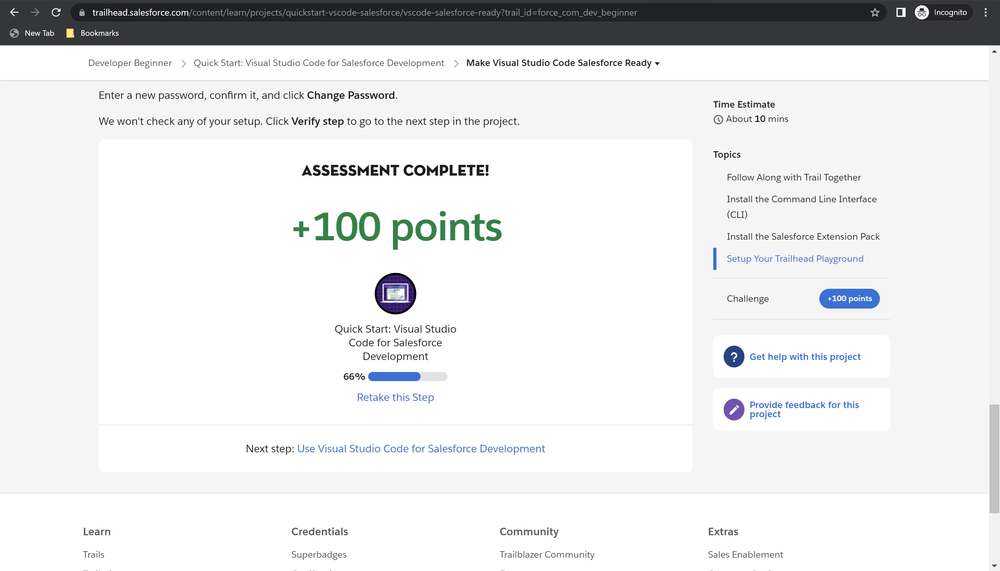 trailhead.salesforce.com/content/learn/projects/quickstart-vscode-salesforce/vscode-salesforce-ready?trail_id=force_com_dev_beginner
Incognito
New Tab
Bookmarks
Developer Beginner
Quick Start: Visual Studio Code for Salesforce Development
Make Visual Studio Code Salesforce Ready
Enter a new password, confirm it, and click Change Password.
We won't check any of your setup. Click Verify step to go to the next step in the project.
ASSESSMENT COMPLETE!
+100 points
Quick Start: Visual Studio
Code for Salesforce
Development
66%
Retake this Step
Next step: Use Visual Studio Code for Salesforce Development
Time Estimate
About 10 mins
Topics
Follow Along with Trail Together
Install the Command Line Interface
(CLI)
Install the Salesforce Extension Pack
Setup Your Trailhead Playground
Challenge
+100 points
?
Get help with this project
Provide feedback for this
project
Learn
Trails
Credentials
Superbadges
Community
Trailblazer Community
Extras
Sales Enablement